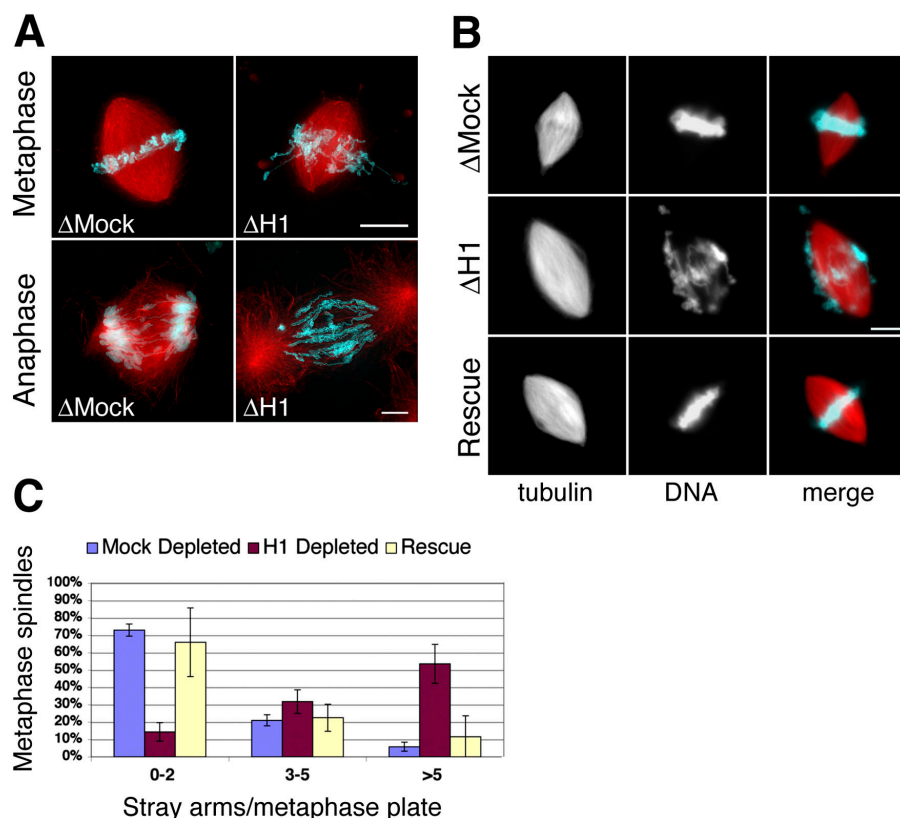 A
Metaphase
ΔMock
ΔH1
Anaphase
ΔMock
ΔH1
B
ΔMock
ΔH1
Rescue
tubulin
DNA
merge
C
Mock Depleted
H1 Depleted
Rescue
Metaphase spindles
100%
90%
80%
70%
60%
50%
40%
30%
20%
10%
0%
0-2
3-5
>5
Stray arms/metaphase plate